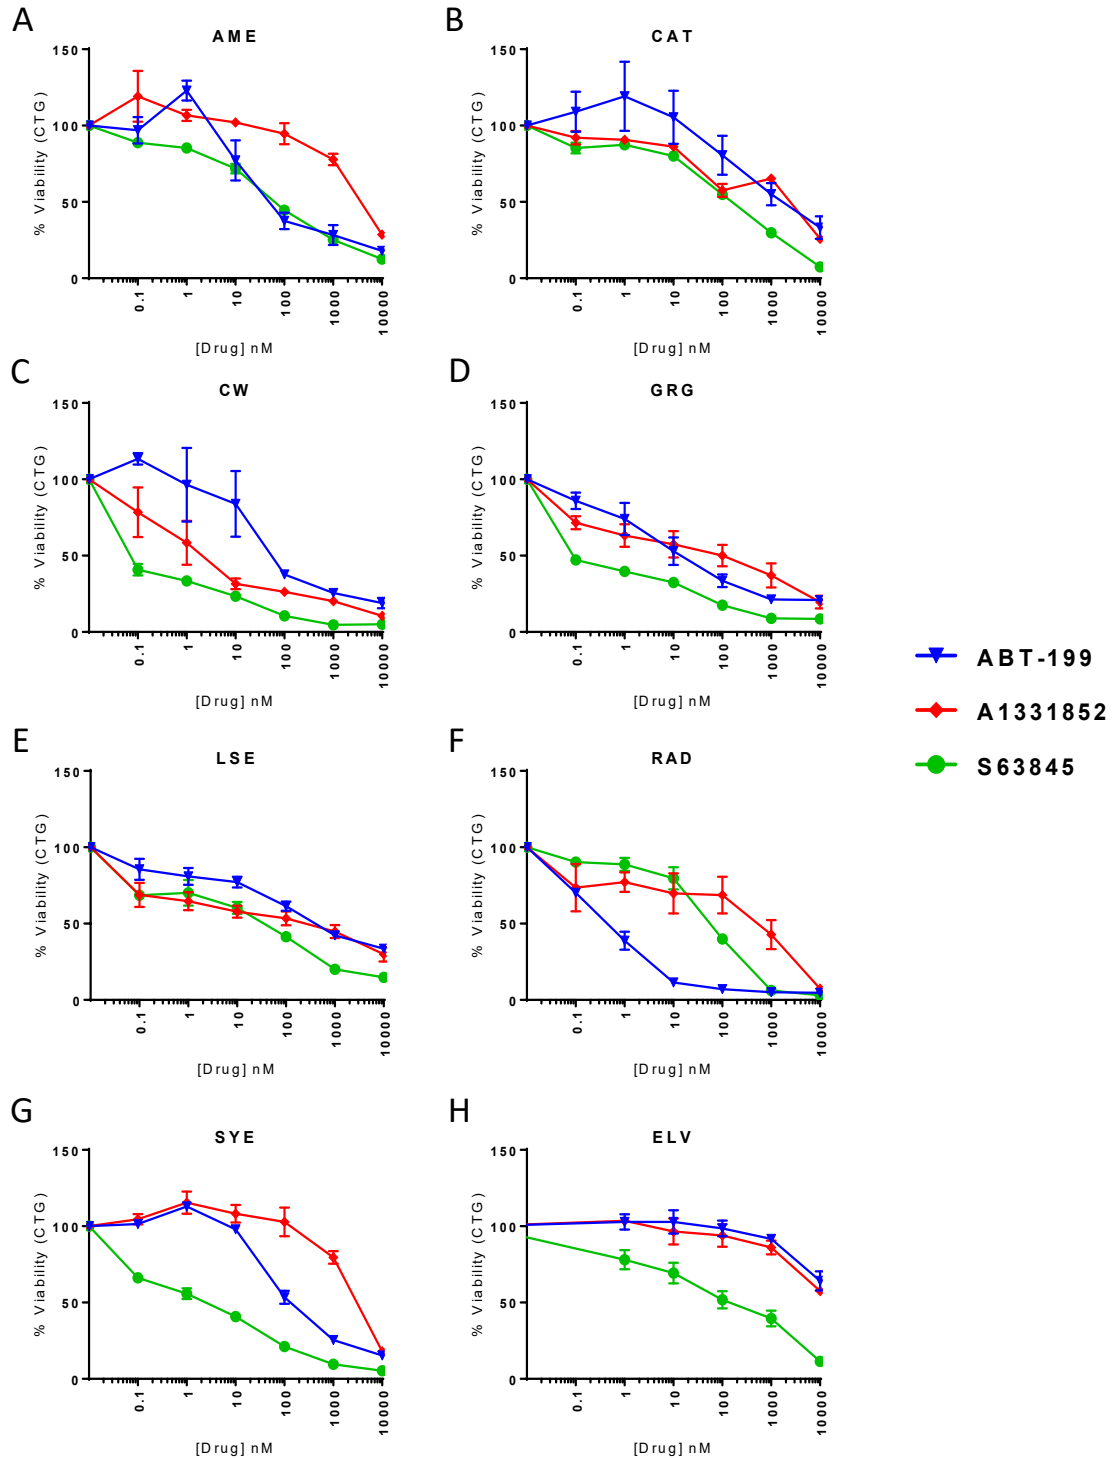 A
AME
150
100
50
0
% Viability (CTG)
0.1
1
10
100
1000
10000
[Drug] nM
B
CAT
150
100
50
0
% Viability (CTG)
0.1
1
10
100
1000
10000
[Drug] nM
C
CW
150
100
50
0
% Viability (CTG)
0.1
1
10
100
1000
10000
[Drug] nM
D
GRG
150
100
50
0
% Viability (CTG)
0.1
1
10
100
1000
10000
[Drug] nM
ABT-199
A1331852
S63845
E
LSE
150
100
50
0
% Viability (CTG)
0.1
1
10
100
1000
10000
[Drug] nM
F
RAD
150
100
50
0
% Viability (CTG)
0.1
1
10
100
1000
10000
[Drug] nM
G
SYE
150
100
50
0
% Viability (CTG)
0.1
1
10
100
1000
10000
[Drug] nM
H
ELV
150
100
50
0
% Viability (CTG)
0.1
1
10
100
1000
10000
[Drug] nM